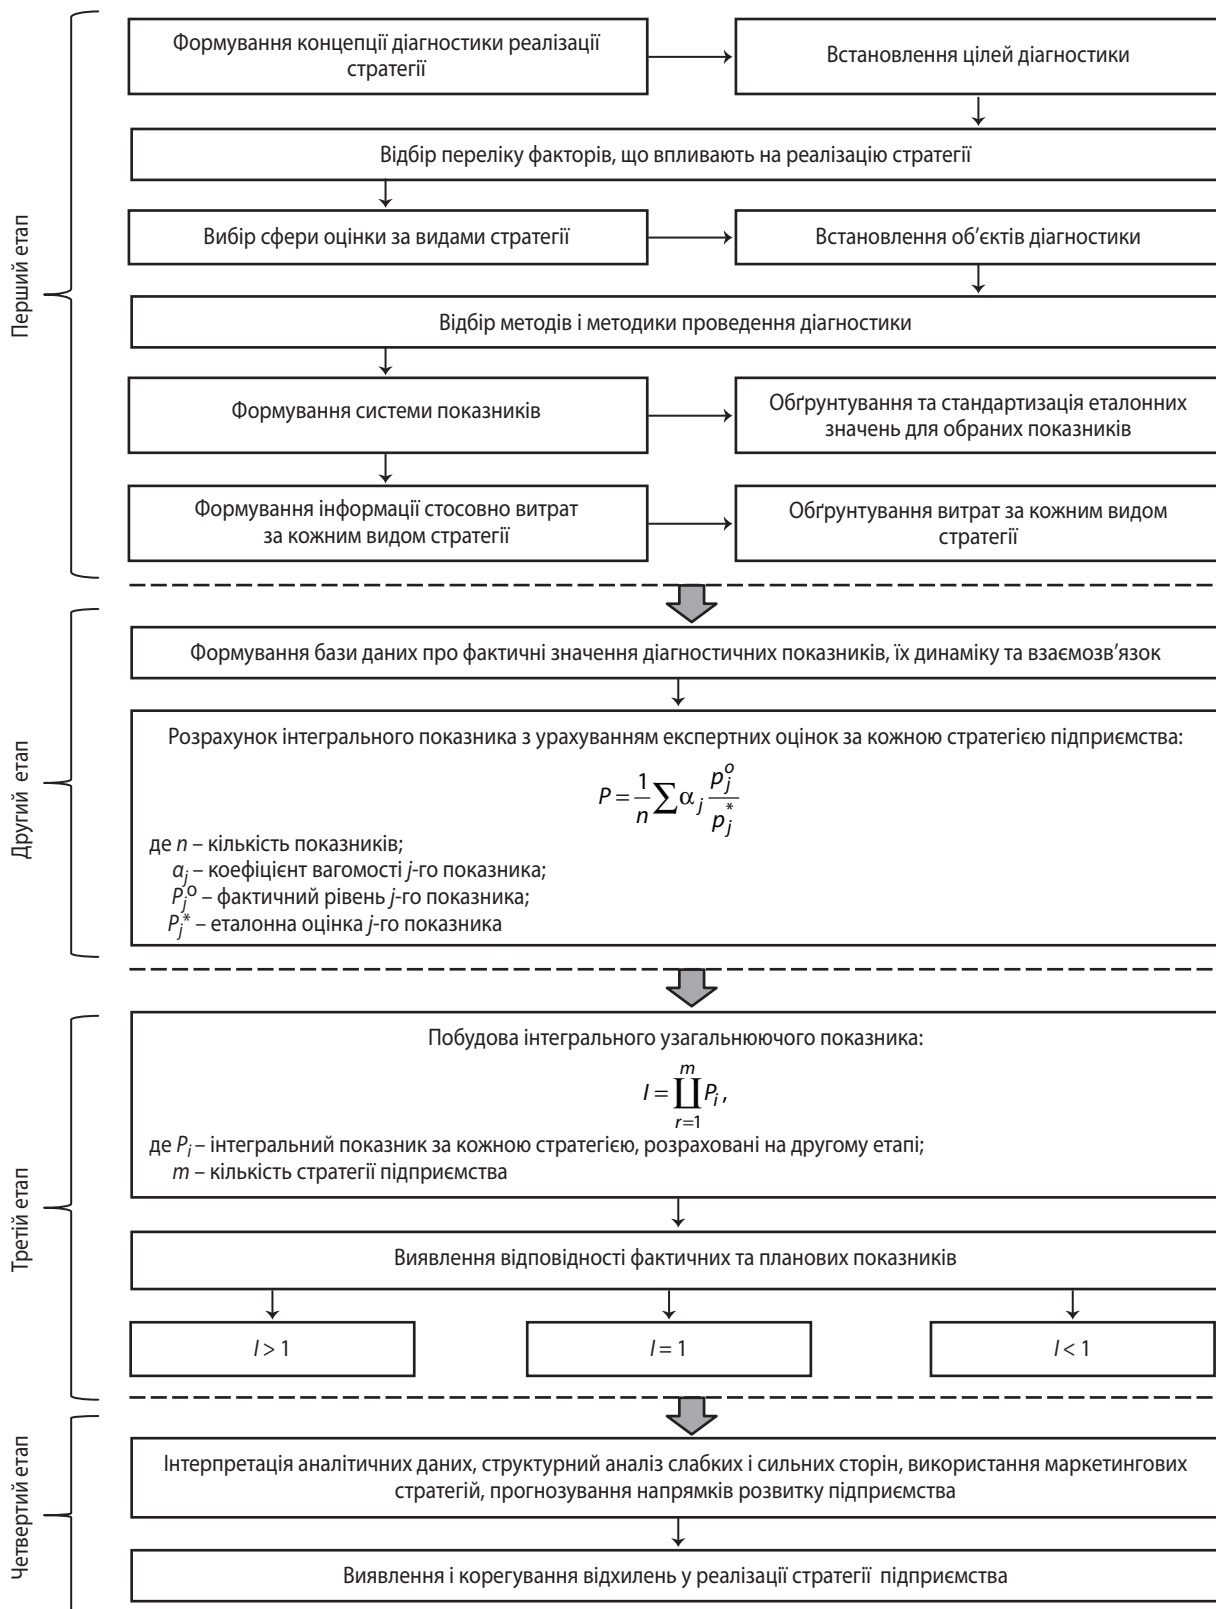 Перший етап
Формування концепції діагностики реалізації
стратегії
Встановлення цілей діагностики
Відбір переліку факторів, що впливають на реалізацію стратегії
Вибір сфери оцінки за видами стратегії
Встановлення об’єктів діагностики
Відбір методів і методики проведення діагностики
Формування системи показників
Обґрунтування та стандартизація еталонних
значень для обраних показників
Формування інформації стосовно витрат
за кожним видом стратегії
Обґрунтування витрат за кожним видом
стратегії
Другий етап
Формування бази даних про фактичні значення діагностичних показників, їх динаміку та взаємозв’язок
Розрахунок інтегрального показника з урахуванням експертних оцінок за кожною стратегією підприємства:
P = 1/n ∑ α_j p_j^o / p_j^*
де n – кількість показників;
α_j – коефіцієнт вагомості j-го показника;
P_j^o – фактичний рівень j-го показника;
P_j^* – еталонна оцінка j-го показника
Третій етап
Побудова інтегрального узагальнюючого показника:
I = ∐_{r=1}^{m} P_i ,
де P_i – інтегральний показник за кожною стратегією, розраховані на другому етапі;
m – кількість стратегії підприємства
Виявлення відповідності фактичних та планових показників
I > 1
I = 1
I < 1
Четвертий етап
Інтерпретація аналітичних даних, структурний аналіз слабких і сильних сторін, використання маркетингових
стратегій, прогнозування напрямків розвитку підприємства
Виявлення і корегування відхилень у реалізації стратегії підприємства